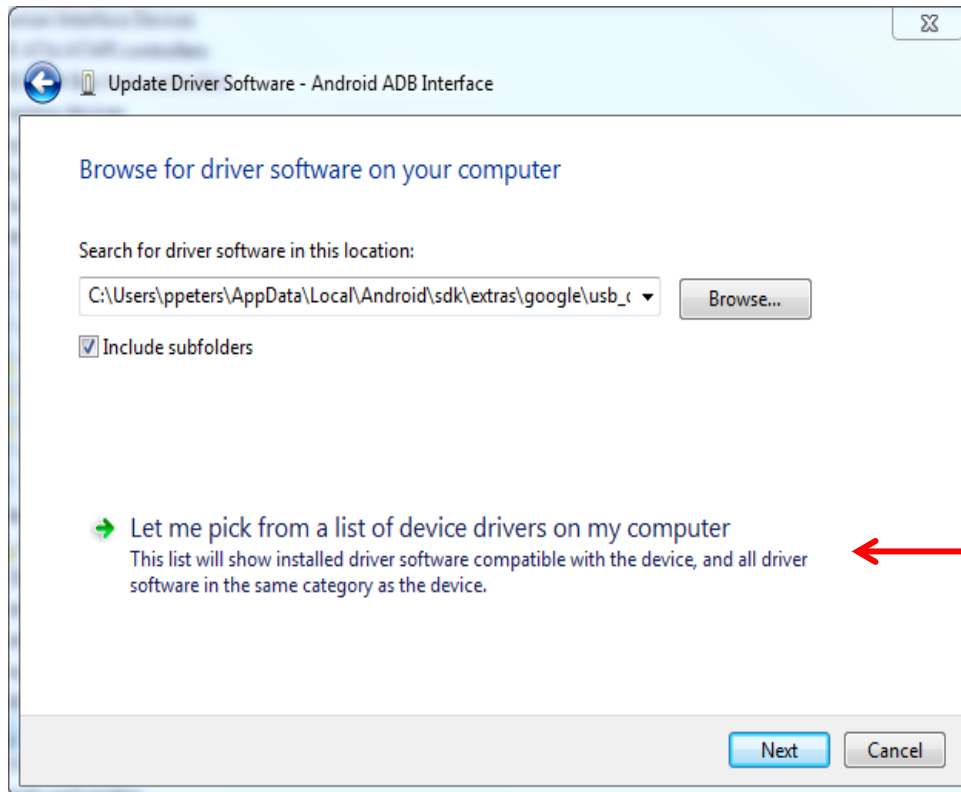 Update Driver Software - Android ADB Interface
Browse for driver software on your computer
Search for driver software in this location:
C:\Users\ppeters\AppData\Local\Android\sdk\extras\google\usb_
Browse...
Include subfolders
Let me pick from a list of device drivers on my computer
This list will show installed driver software compatible with the device, and all driver
software in the same category as the device.
Next
Cancel